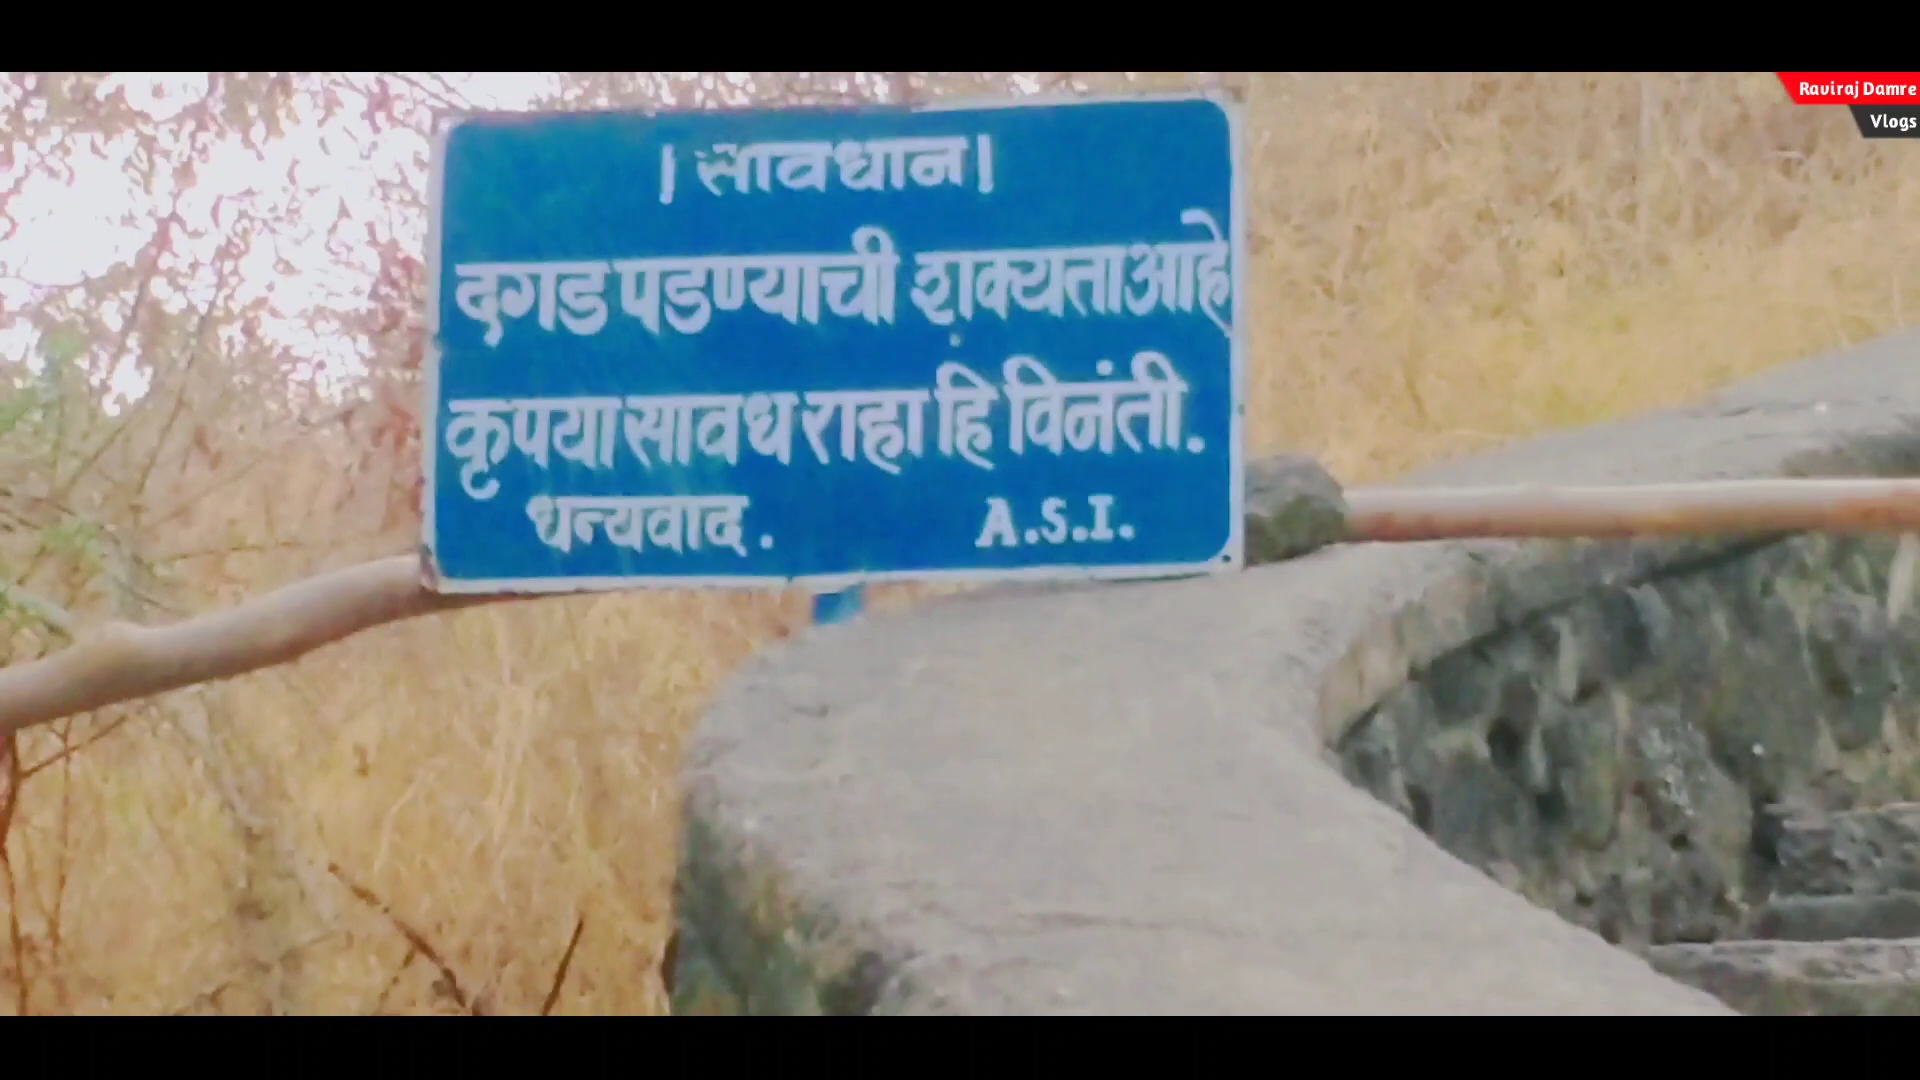 Raviraj Damre
Vlogs
। सावधान।
दगड पडण्याची शक्यता आहे
कृपया सावध राहा हि विनंती.
धन्यवाद. A.S.I.